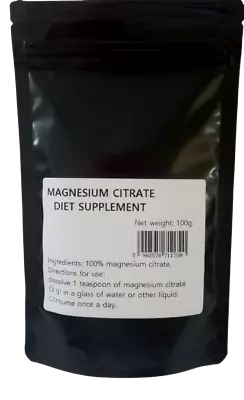 MAGNESIUM CITRATE
DIET SUPPLEMENT
Net weight: 100g
Ingredients: 100% magnesium citrate.
Directions for use:
dissolve 1 teaspoon of magnesium citrate
in a glass of water or other liquid.
Consume once a day.